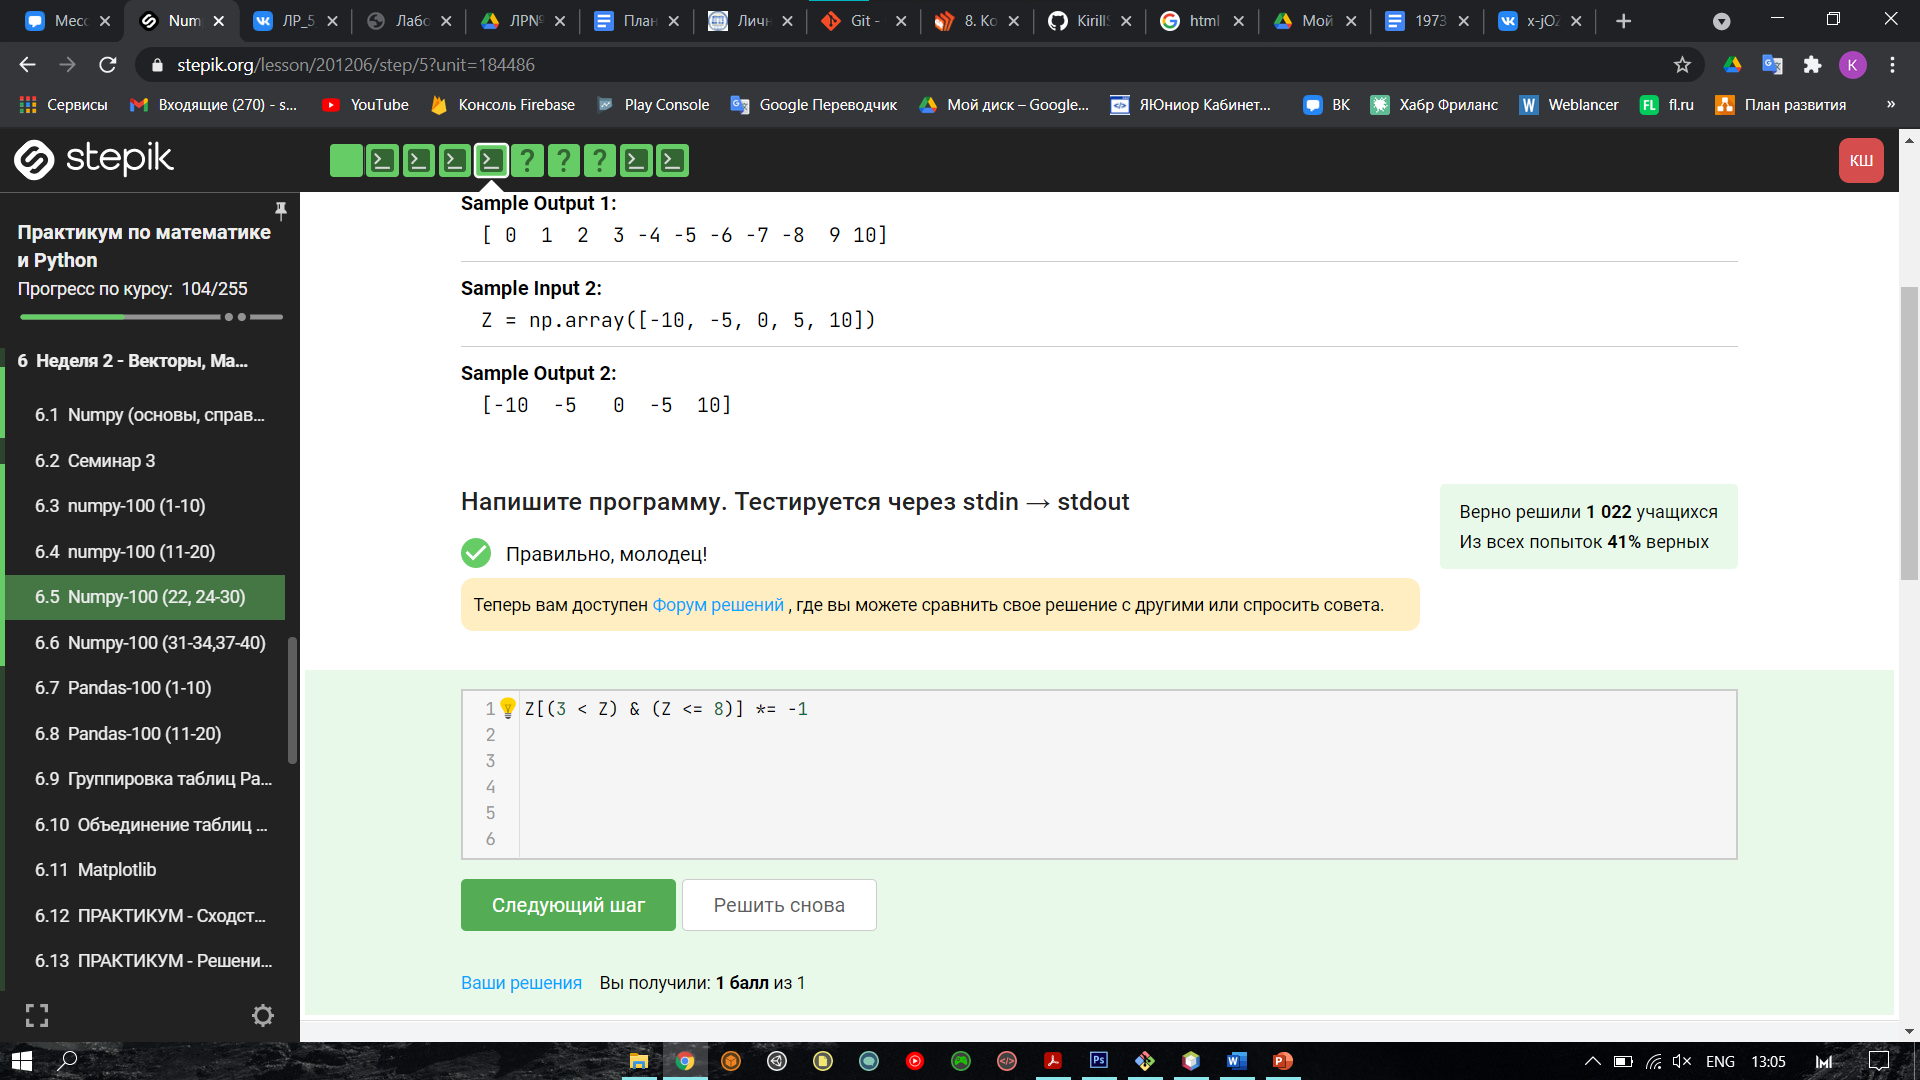 Месс
Num
ЛР_5
Лабо
ЛРN
План
Личн
Git -
8. Ко
KirillS
html
Мой
1973
x-jOZ
stepik.org/lesson/201206/step/5?unit=184486
K
Сервисы
Входящие (270) - s...
YouTube
Консоль Firebase
Play Console
Google Переводчик
Мой диск – Google...
ЯЮниор Кабинет...
ВК
Хабр Фриланс
Weblancer
fl.ru
План развития
»
stepik
КШ
Практикум по математике
и Python
Прогресс по курсу: 104/255
6 Неделя 2 - Векторы, Ма...
6.1 Numpy (основы, справ...
6.2 Семинар 3
6.3 numpy-100 (1-10)
6.4 numpy-100 (11-20)
6.5 Numpy-100 (22, 24-30)
6.6 Numpy-100 (31-34,37-40)
6.7 Pandas-100 (1-10)
6.8 Pandas-100 (11-20)
6.9 Группировка таблиц Pa...
6.10 Объединение таблиц ...
6.11 Matplotlib
6.12 ПРАКТИКУМ - Сходст...
6.13 ПРАКТИКУМ - Решени...
Sample Output 1:
[ 0 1 2 3 -4 -5 -6 -7 -8 9 10]
Sample Input 2:
Z = np.array([-10, -5, 0, 5, 10])
Sample Output 2:
[-10 -5 0 -5 10]
Напишите программу. Тестируется через stdin → stdout
Верно решили 1 022 учащихся
Из всех попыток 41% верных
Правильно, молодец!
Теперь вам доступен Форум решений , где вы можете сравнить свое решение с другими или спросить совета.
1 Z[(3 < Z) & (Z <= 8)] *= -1
2
3
4
5
6
Следующий шаг
Решить снова
Ваши решения Вы получили: 1 балл из 1
ENG
13:05